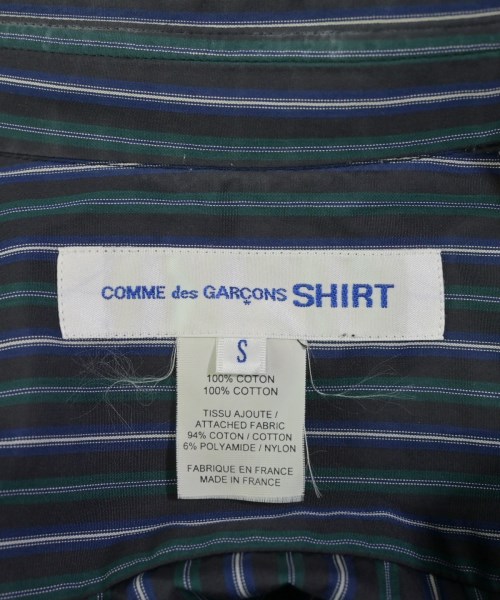 COMME des GARÇONS SHIRT
S
100% COTON
100% COTTON
TISSU AJOUTE /
ATTACHED FABRIC
94% COTON / COTTON
6% POLYAMIDE / NYLON
FABRIQUE EN FRANCE
MADE IN FRANCE